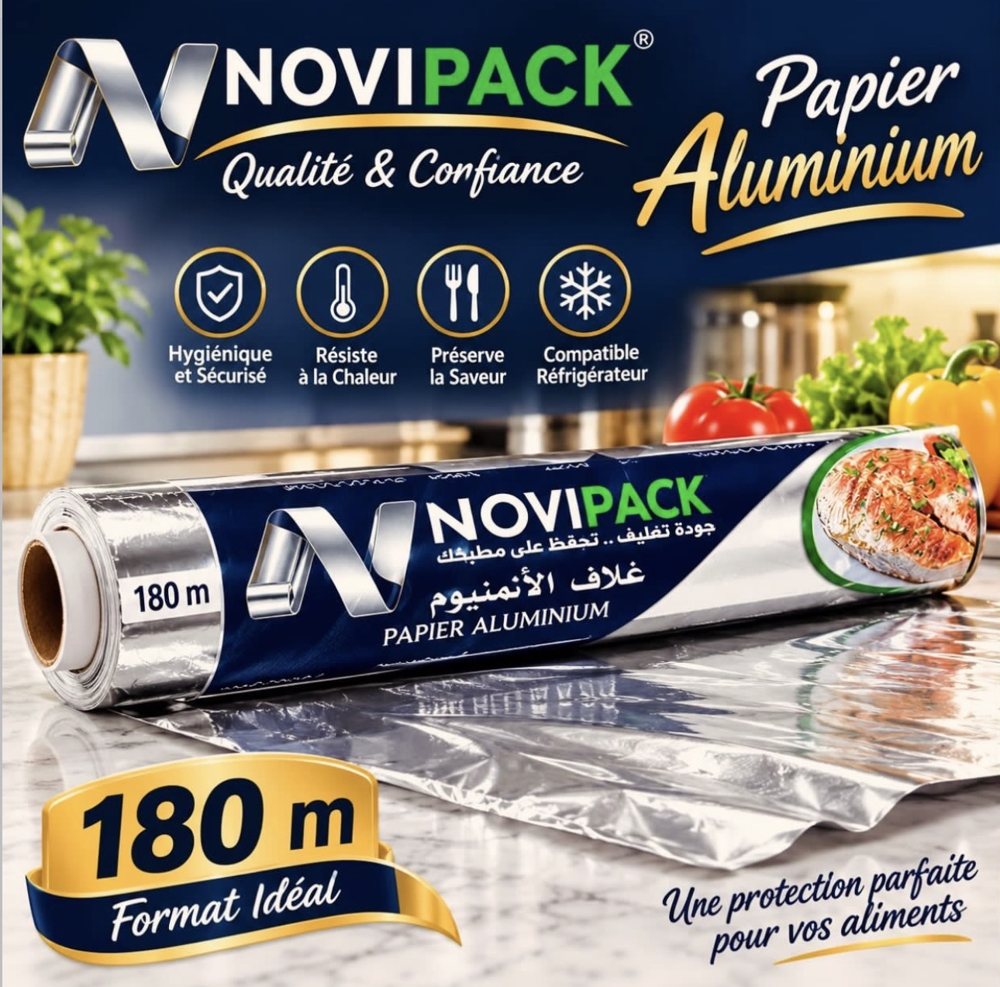 NOVIPACK®
Qualité & Confiance
Papier
Aluminium
Hygiénique
et Sécurisé
Résiste
à la Chaleur
Préserve
la Saveur
Compatible
Réfrigérateur
180 m
NOVIPACK
جودة تغليف .. تحفظ على مطبخك
غلاف الأنمنيوم
PAPIER ALUMINIUM
180 m
Format Idéal
Une protection parfaite
pour vos aliments